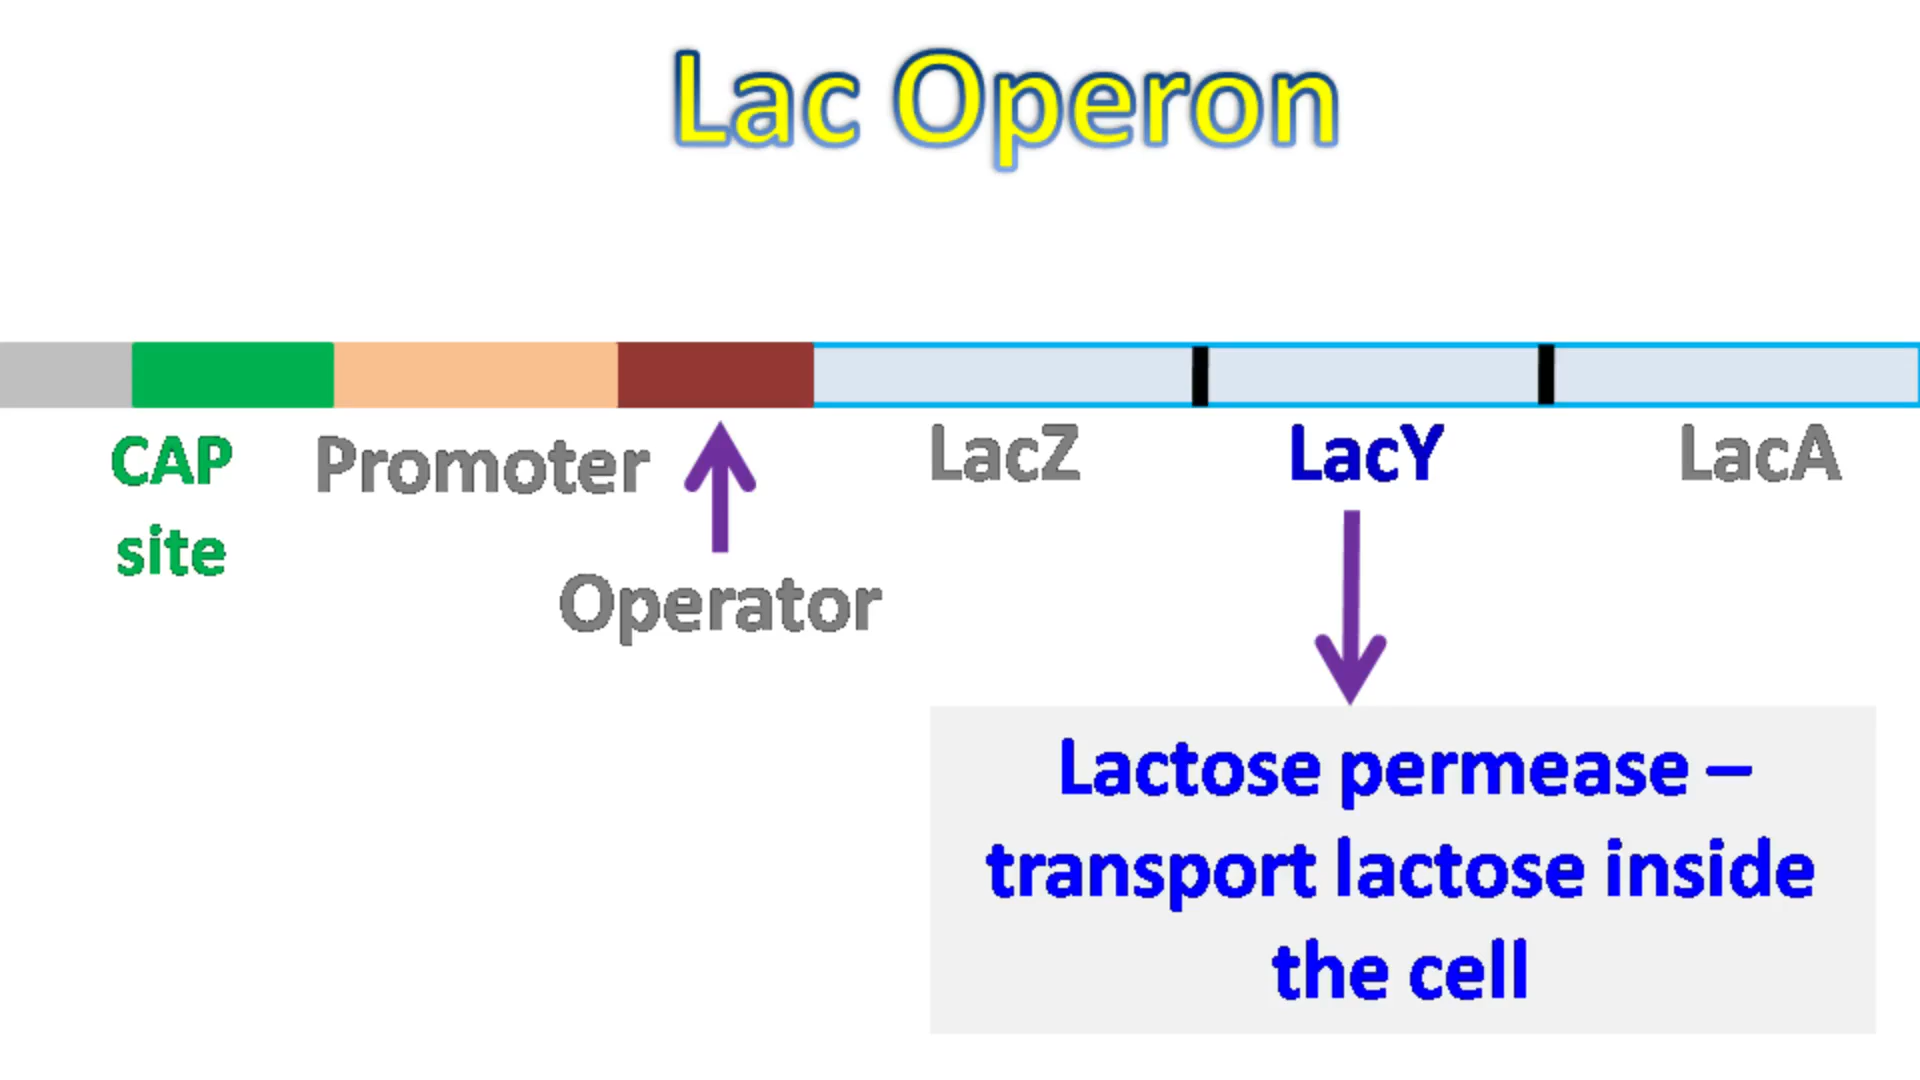 Lac Operon
CAP
site
Promoter
Operator
LacZ
LacY
LacA
Lactose permease –
transport lactose inside
the cell